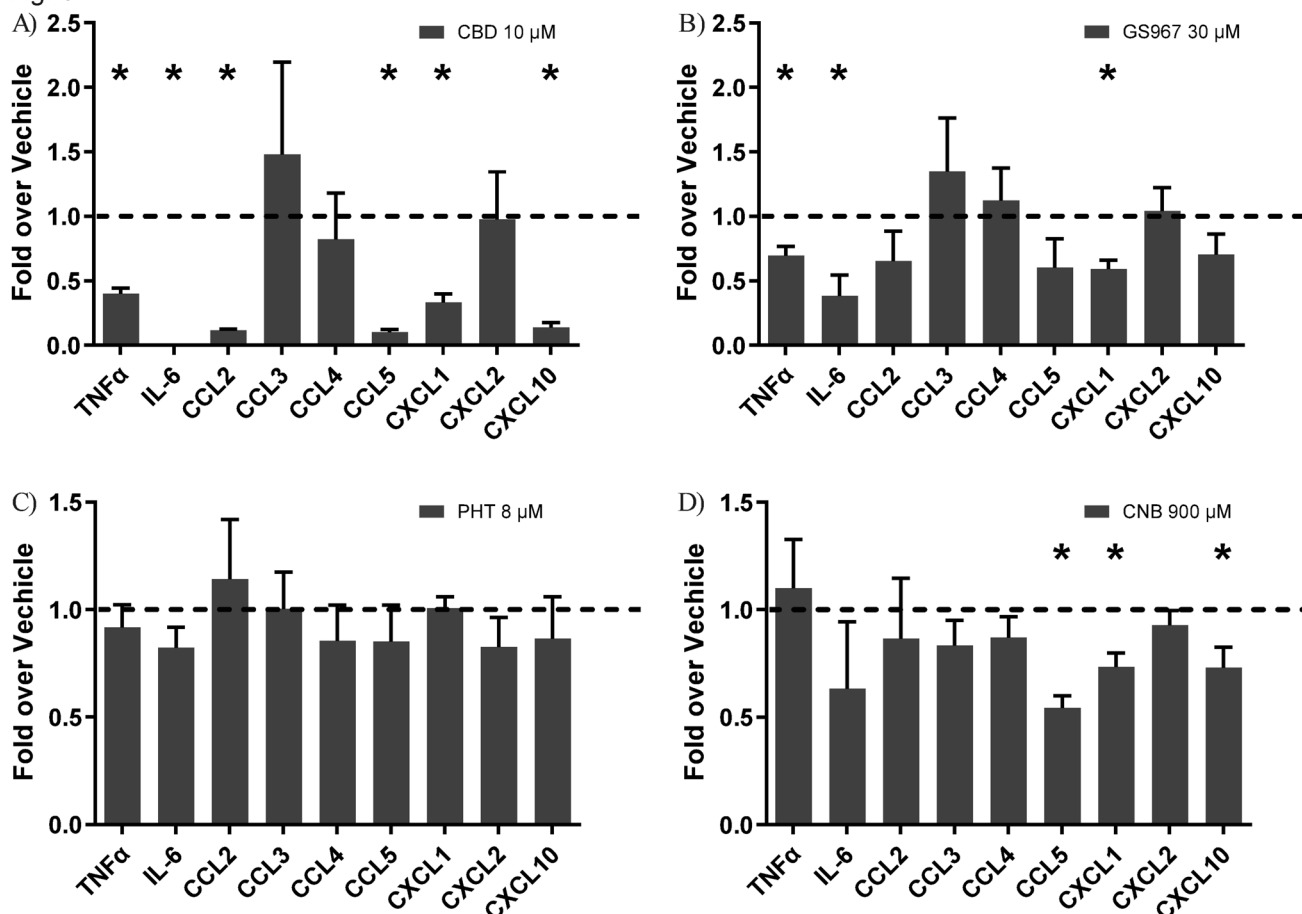 A)
CBD 10 µM
Fold over Vechicle
2.5
2.0
1.5
1.0
0.5
0.0
* * * * * *
TNFα IL-6 CCL2 CCL3 CCL4 CCL5 CXCL1 CXCL2 CXCL10
B)
GS967 30 µM
Fold over Vechicle
2.5
2.0
1.5
1.0
0.5
0.0
* * *
TNFα IL-6 CCL2 CCL3 CCL4 CCL5 CXCL1 CXCL2 CXCL10
C)
PHT 8 µM
Fold over Vechicle
1.5
1.0
0.5
0.0
TNFα IL-6 CCL2 CCL3 CCL4 CCL5 CXCL1 CXCL2 CXCL10
D)
CNB 900 µM
Fold over Vechicle
1.5
1.0
0.5
0.0
* * *
TNFα IL-6 CCL2 CCL3 CCL4 CCL5 CXCL1 CXCL2 CXCL10